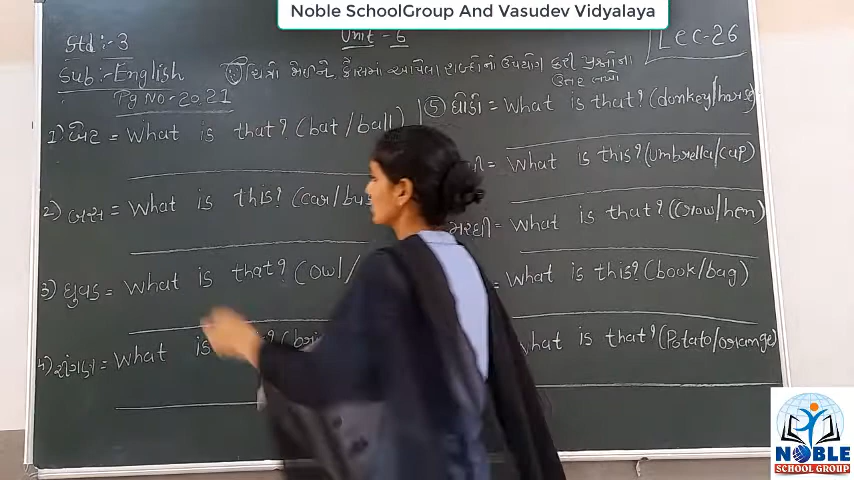 Noble SchoolGroup And Vasudev Vidyalaya
Std:- 3
Unit - 6
Lec-26
Sub:- English
ચિત્રો જોઈને કૌંસમાં આપેલા શબ્દોનો ઉપયોગ કરી પ્રશ્નોના
ઉત્તર લખો
Pg No-20,21
1) બેટ = What is that? (bat/ball)
2) બસ = What is this? (car/bus
3) ઘુવડ = What is that? (owl/
4) રીંગણ = What is ? (bri
5 ઘોડો = What is that? (donkey/horse)
= What is this? (umbrella/cap)
મરઘી = What is that? (Crow/hen)
= What is this? (book/bag)
What is that? (Potato/orange)
NOBLE
SCHOOL GROUP